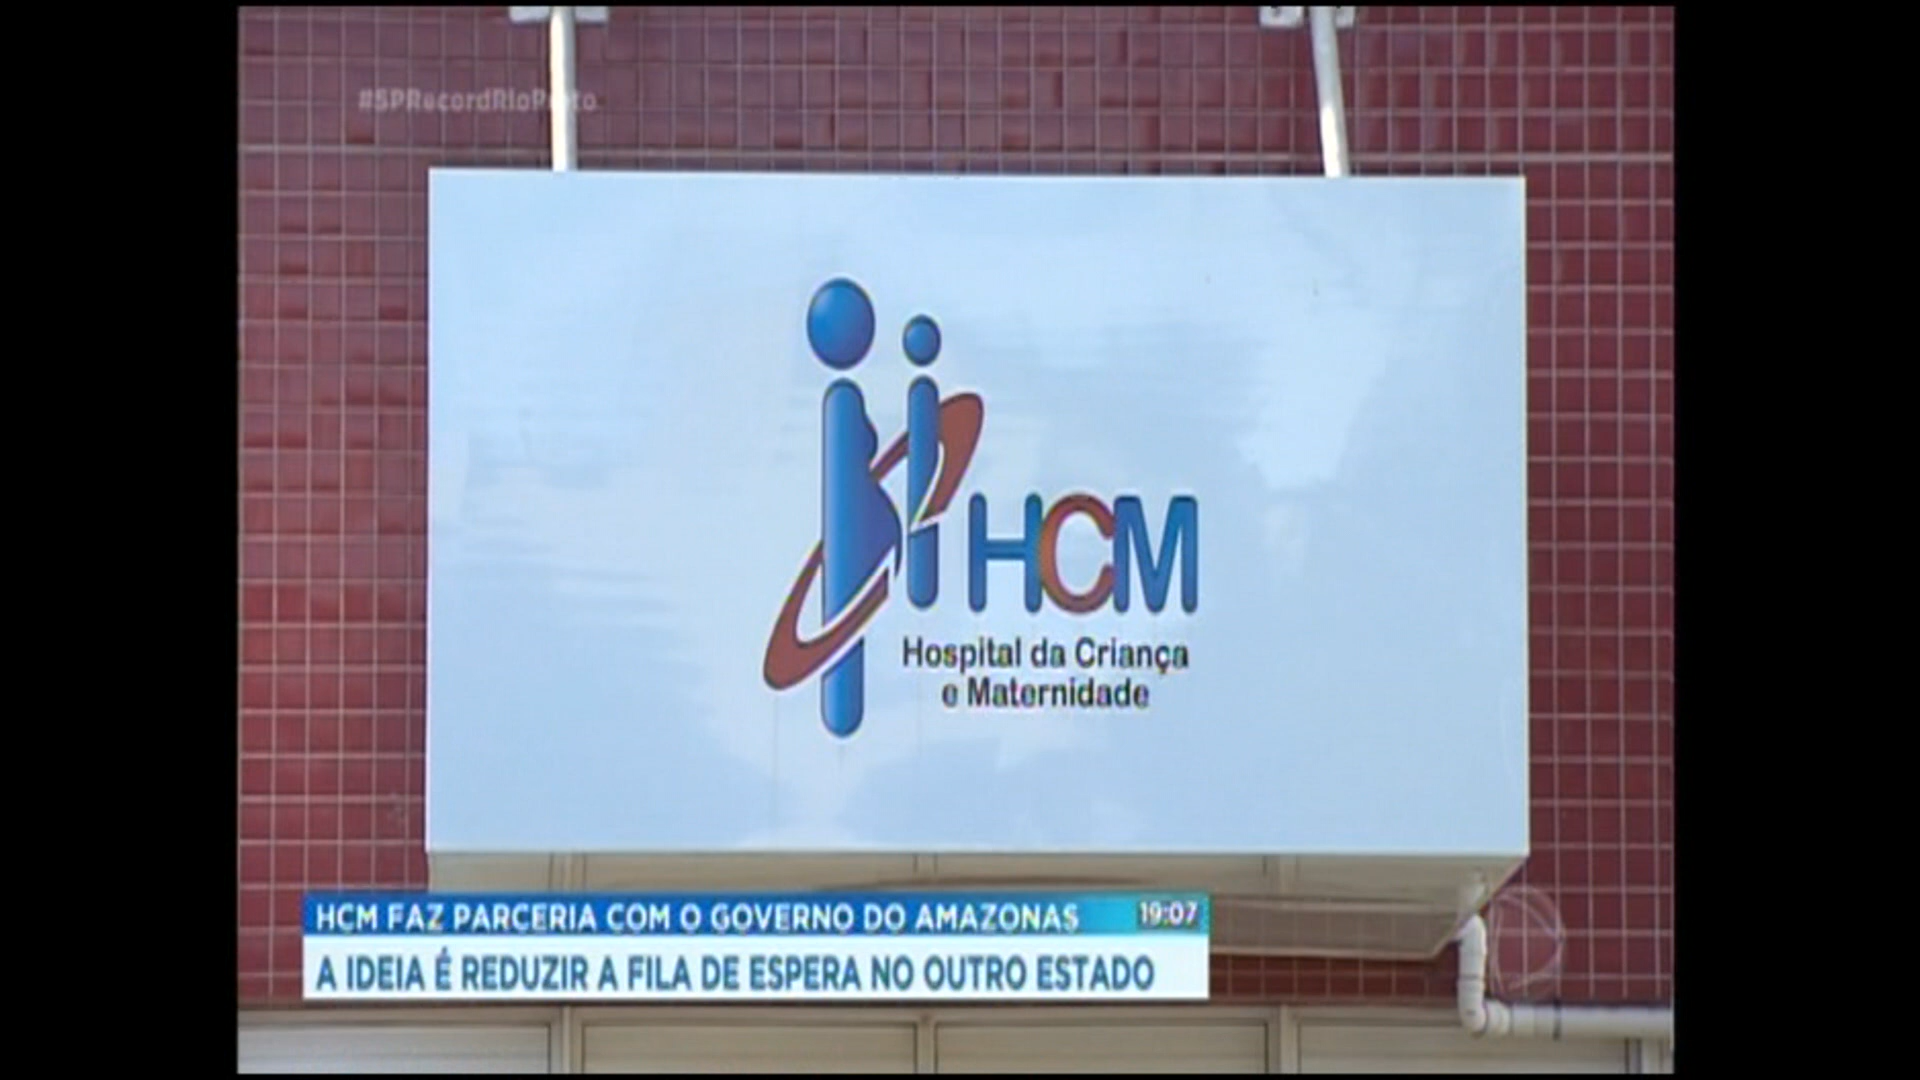 #SPRecordRioPreto
HCM
Hospital da Criança
e Maternidade
HCM FAZ PARCERIA COM O GOVERNO DO AMAZONAS 19:07
A IDEIA É REDUZIR A FILA DE ESPERA NO OUTRO ESTADO